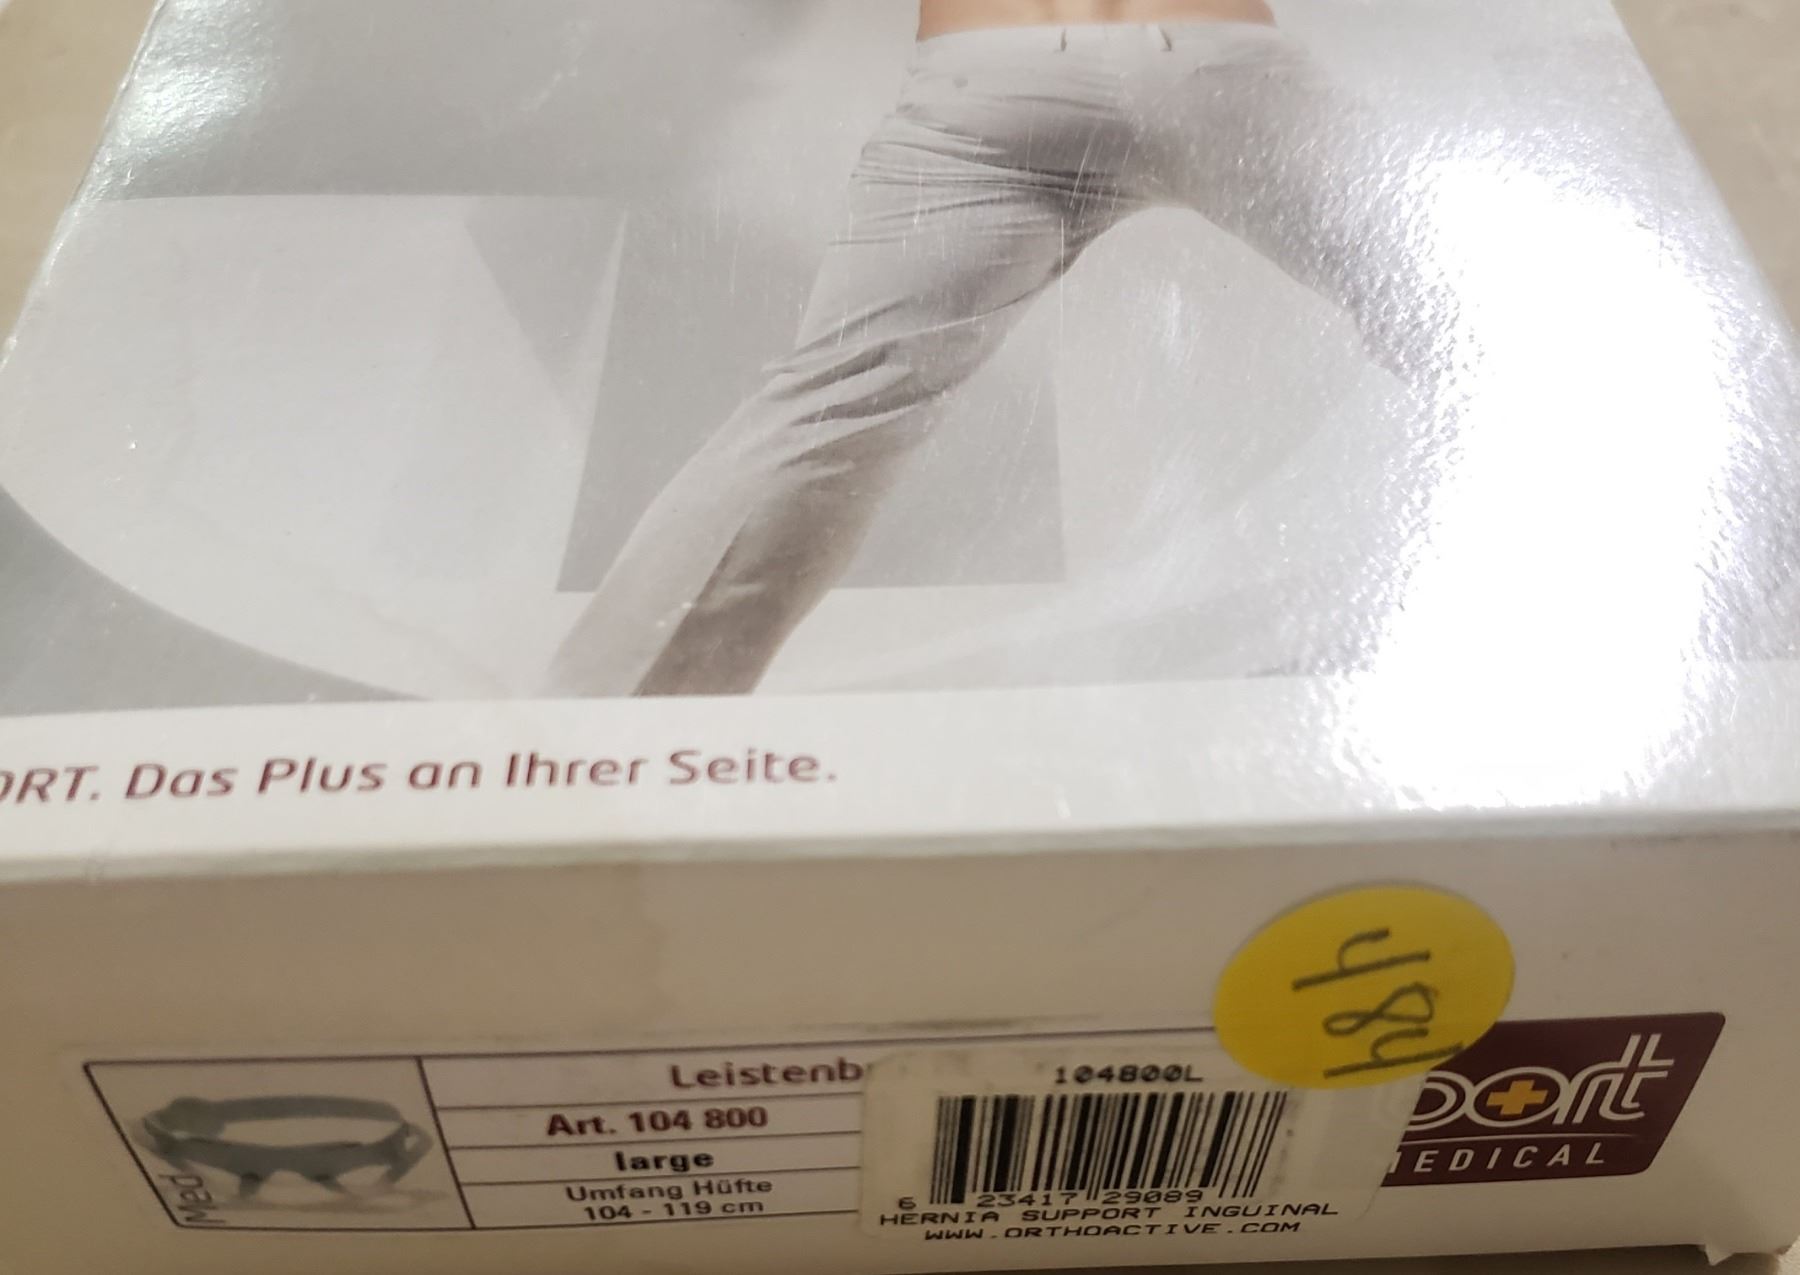 ORT. Das Plus an Ihrer Seite.
484
Leistenb
Art. 104 800
large
Umfang Hüfte
104 - 119 cm
Med
104800L
6 23417 29089
HERNIA SUPPORT INGUINAL
WWW.ORTHOACTIVE.COM
port
MEDICAL